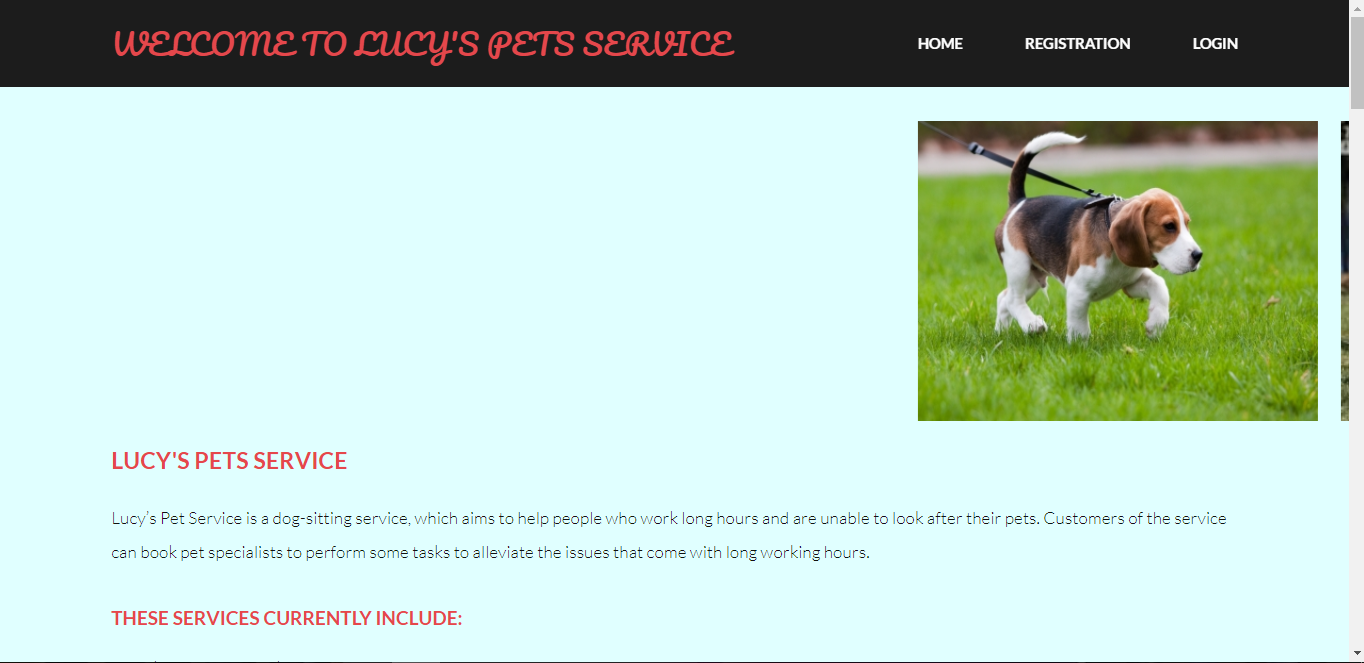 WELCOME TO LUCY'S PETS SERVICE
HOME REGISTRATION LOGIN
LUCY'S PETS SERVICE
Lucy's Pet Service is a dog-sitting service, which aims to help people who work long hours and are unable to look after their pets. Customers of the service
can book pet specialists to perform some tasks to alleviate the issues that come with long working hours.
THESE SERVICES CURRENTLY INCLUDE: